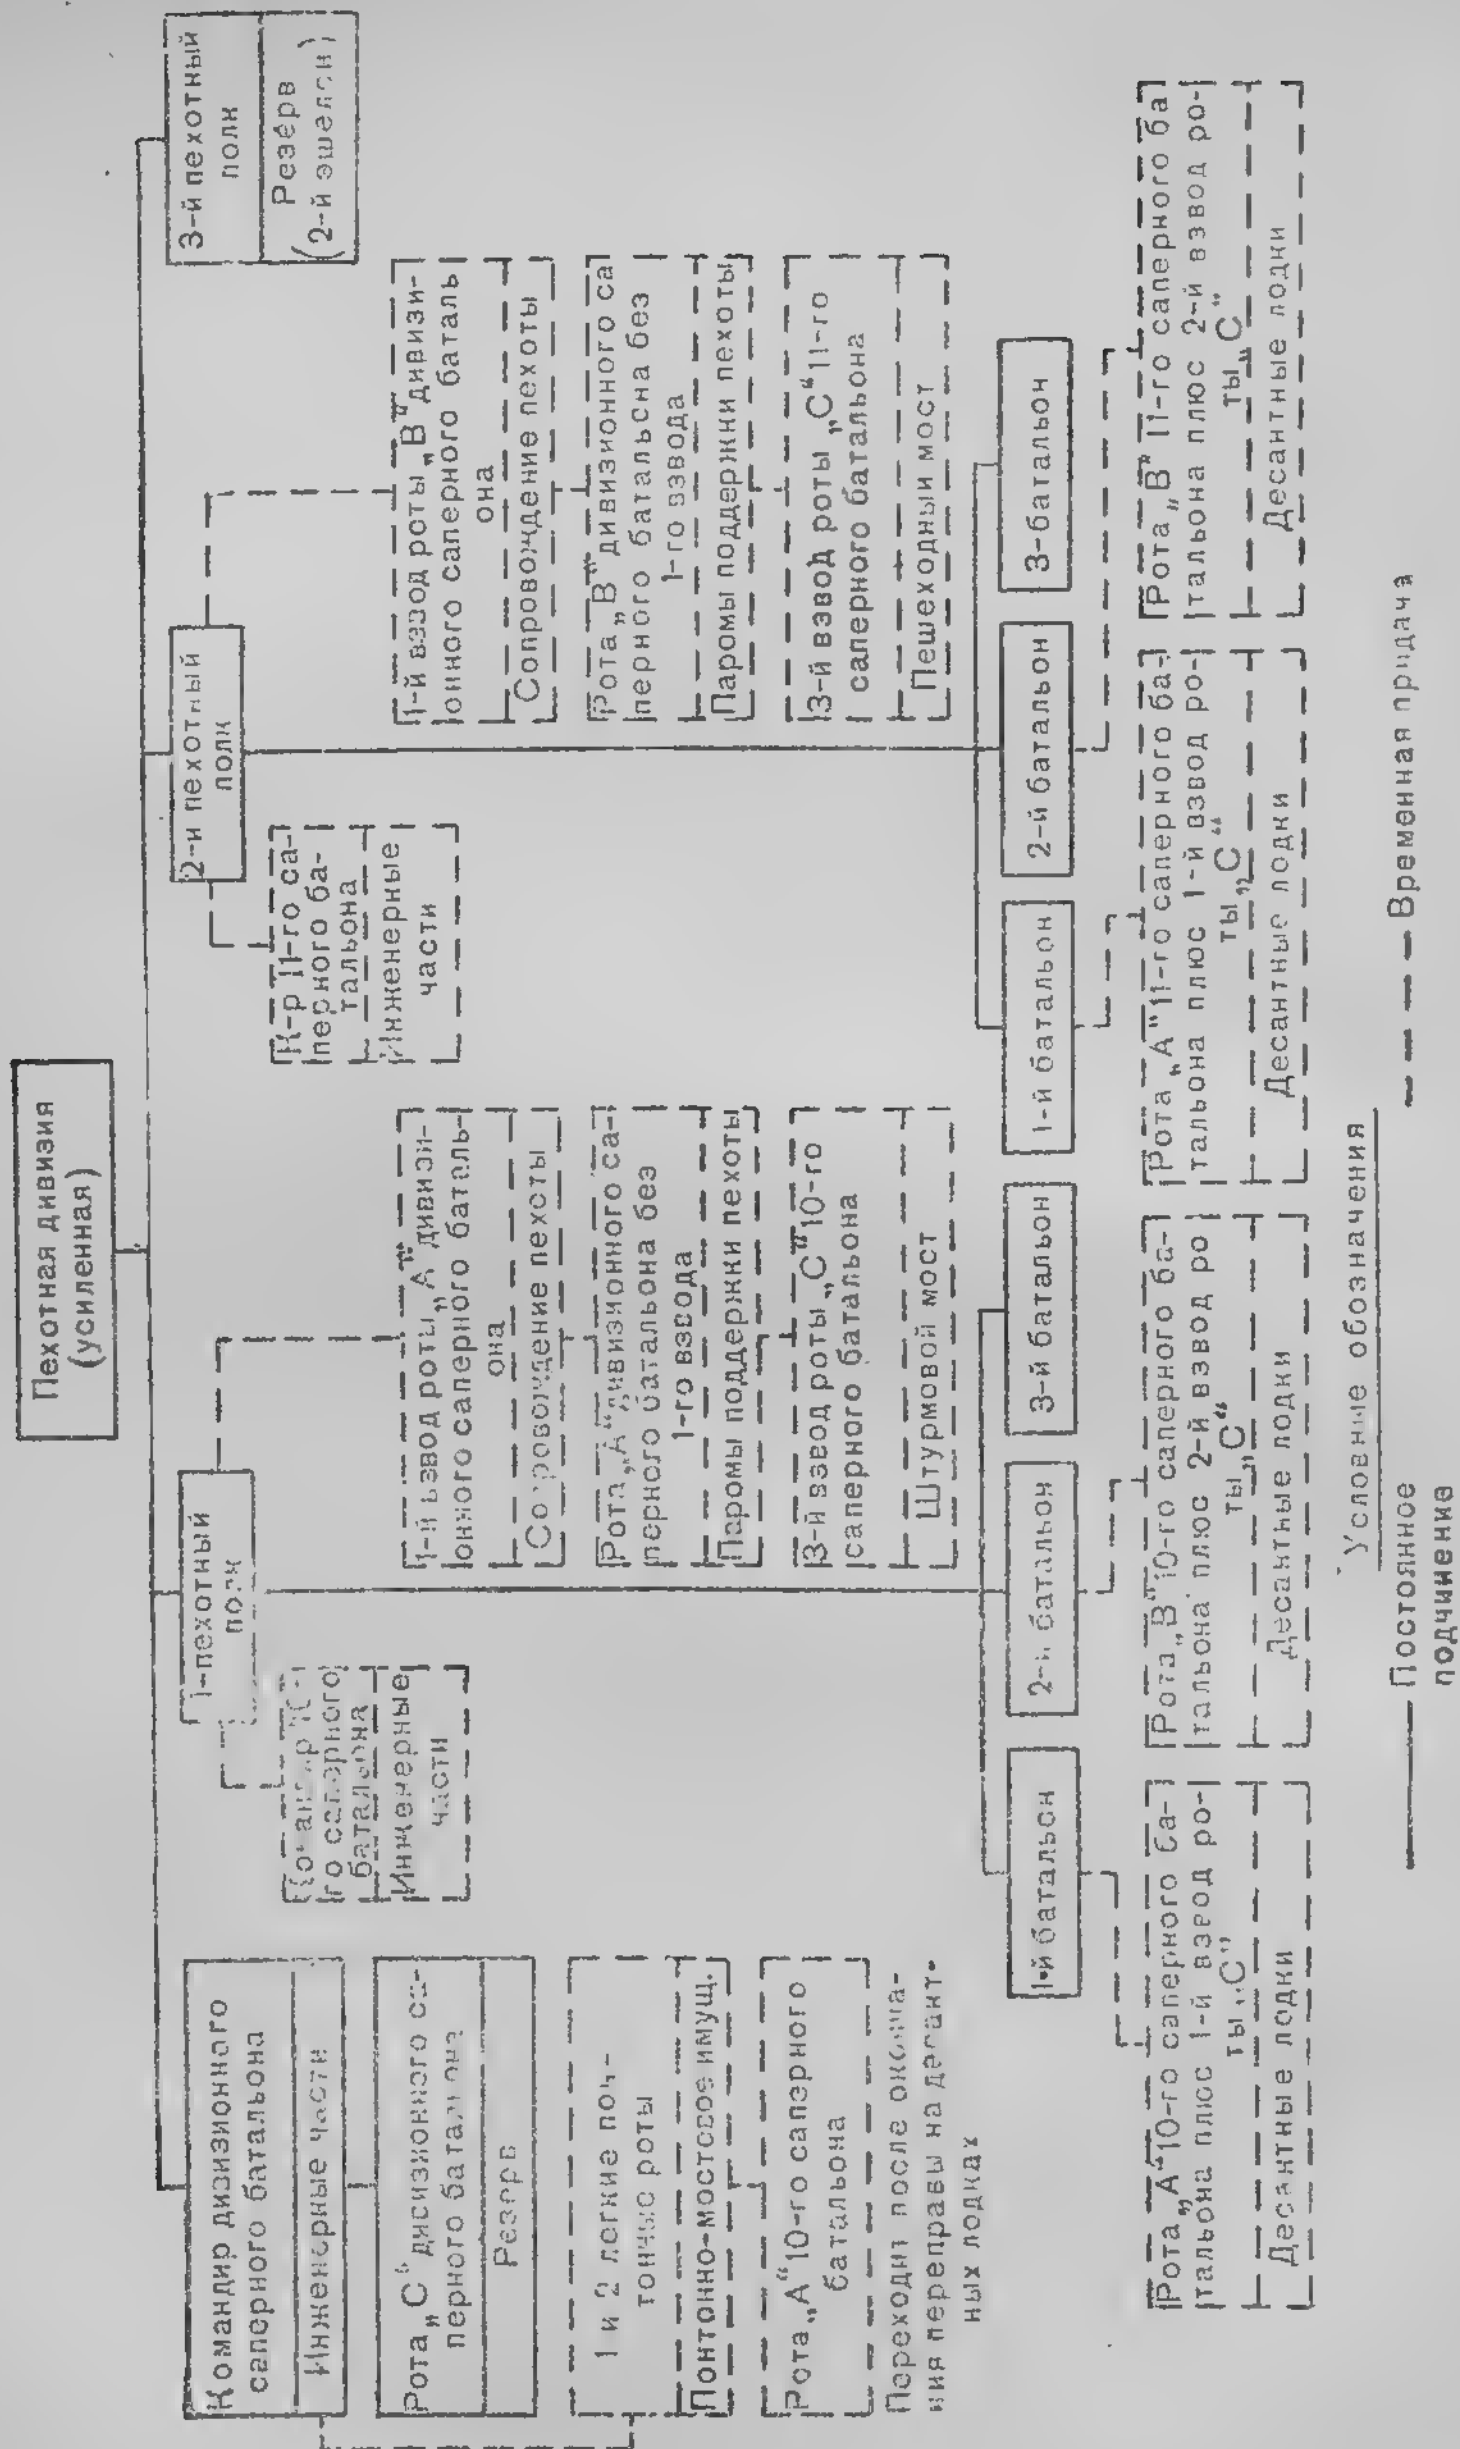 Пехотная дивизия
(усиленная)
Командир дивизионного
саперного батальона
Инженерные части
Рота „С“ дивизионного са-
перного батальона
Резерв
1 и 2 легкие пон-
тонные роты
Понтонно-мостовое имущ.
Рота „А“ 10-го саперного
батальона
Переходит после оконча-
ния переправы на десант-
ных лодках
1-пехотный
полк
Командир 10-
го саперного
батальона
Инженерные
части
1-й взвод роты „А“ дивизи-
онного саперного баталь-
она
Сопровождение пехоты
Рота „А“ дивизионного са-
перного батальона без
1-го взвода
Паромы поддержки пехоты
3-й взвод роты „С“ 10-го
саперного батальона
Штурмовой мост
1-й батальон
2-й батальон
3-й батальон
Рота „А“ 10-го саперного ба-
тальона плюс 1-й взвод ро-
ты „С“
Десантные лодки
Рота „В“ 10-го саперного ба-
тальона плюс 2-й взвод ро
ты „С“
Десантные лодки
2-й пехотный
полк
К-р 11-го са-
перного ба-
тальона
Инженерные
части
1-й взвод роты „В“ дивизи-
онного саперного баталь
она
Сопровождение пехоты
Рота „В“ дивизионного са
перного батальона без
1-го взвода
Паромы поддержки пехоты
3-й взвод роты „С“ 11-го
саперного батальона
Пешеходный мост
1-й батальон
2-й батальон
3-батальон
Рота „А“ 11-го саперного ба-
тальона плюс 1-й взвод ро-
ты „С“
Десантные лодки
Рота „В“ 11-го саперного ба
тальона плюс 2-й взвод ро-
ты „С“
Десантные лодки
3-й пехотный
полк
Резерв
(2-й эшелон)
Условные обозначения
Постоянное
подчинение
Временная придача